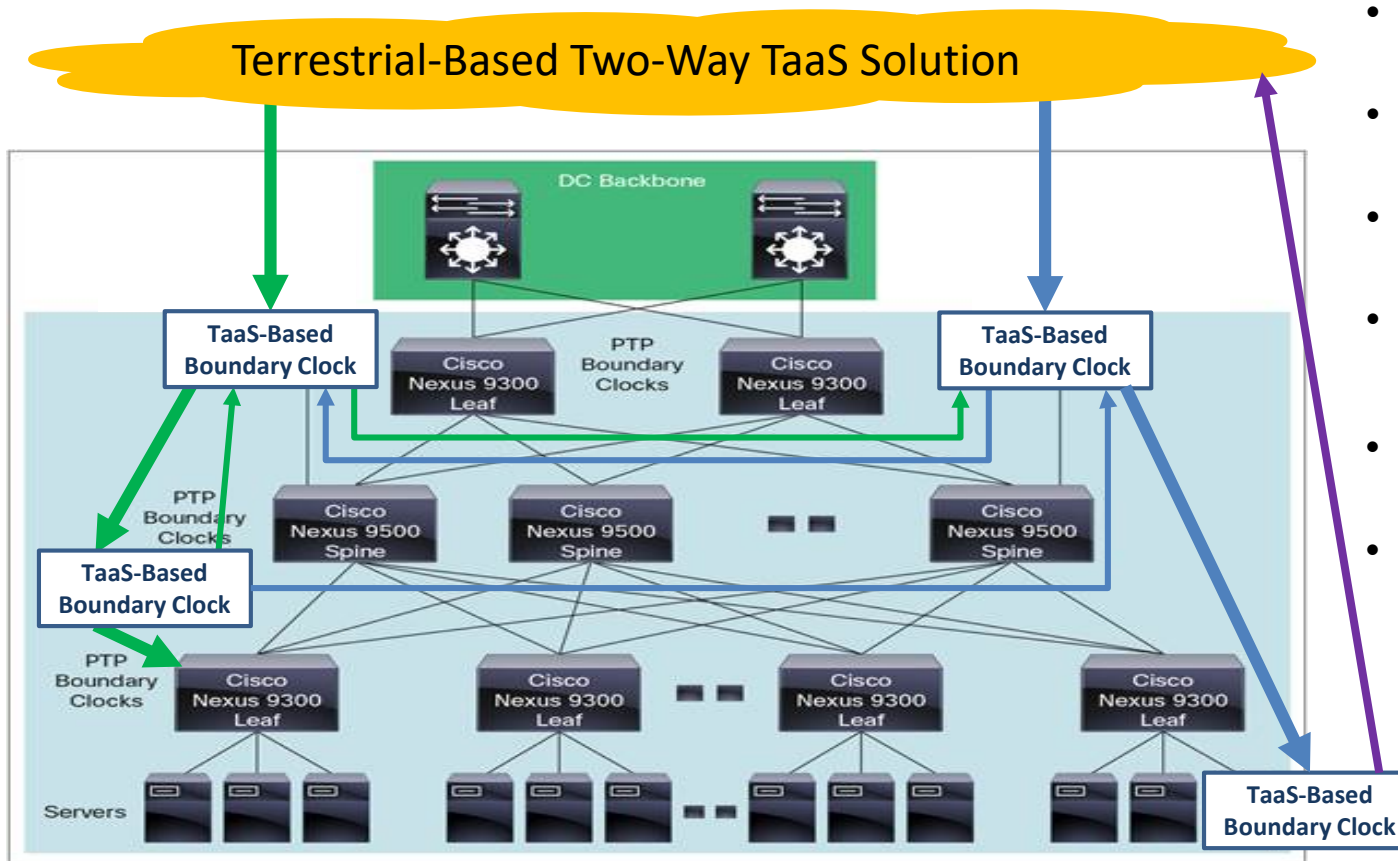 Terrestrial-Based Two-Way TaaS Solution
•
•
•
•
•
•
DC Backbone
TaaS-Based
Boundary Clock
Cisco
Nexus 9300
Leaf
PTP
Boundary
Clocks
Cisco
Nexus 9300
Leaf
TaaS-Based
Boundary Clock
PTP
Boundary
Clocks
Cisco
Nexus 9500
Spine
Cisco
Nexus 9500
Spine
Cisco
Nexus 9500
Spine
TaaS-Based
Boundary Clock
PTP
Boundary
Clocks
Cisco
Nexus 9300
Leaf
Cisco
Nexus 9300
Leaf
Cisco
Nexus 9300
Leaf
Cisco
Nexus 9300
Leaf
Servers
TaaS-Based
Boundary Clock